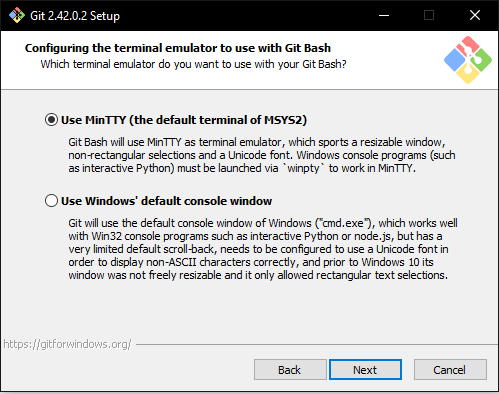 Git 2.42.0.2 Setup
Configuring the terminal emulator to use with Git Bash
Which terminal emulator do you want to use with your Git Bash?
Use MinTTY (the default terminal of MSYS2)
Git Bash will use MinTTY as terminal emulator, which sports a resizable window,
non-rectangular selections and a Unicode font. Windows console programs (such
as interactive Python) must be launched via `winpty` to work in MinTTY.
Use Windows' default console window
Git will use the default console window of Windows ("cmd.exe"), which works well
with Win32 console programs such as interactive Python or node.js, but has a
very limited default scroll-back, needs to be configured to use a Unicode font in
order to display non-ASCII characters correctly, and prior to Windows 10 its
window was not freely resizable and it only allowed rectangular text selections.
https://gitforwindows.org/
Back
Next
Cancel